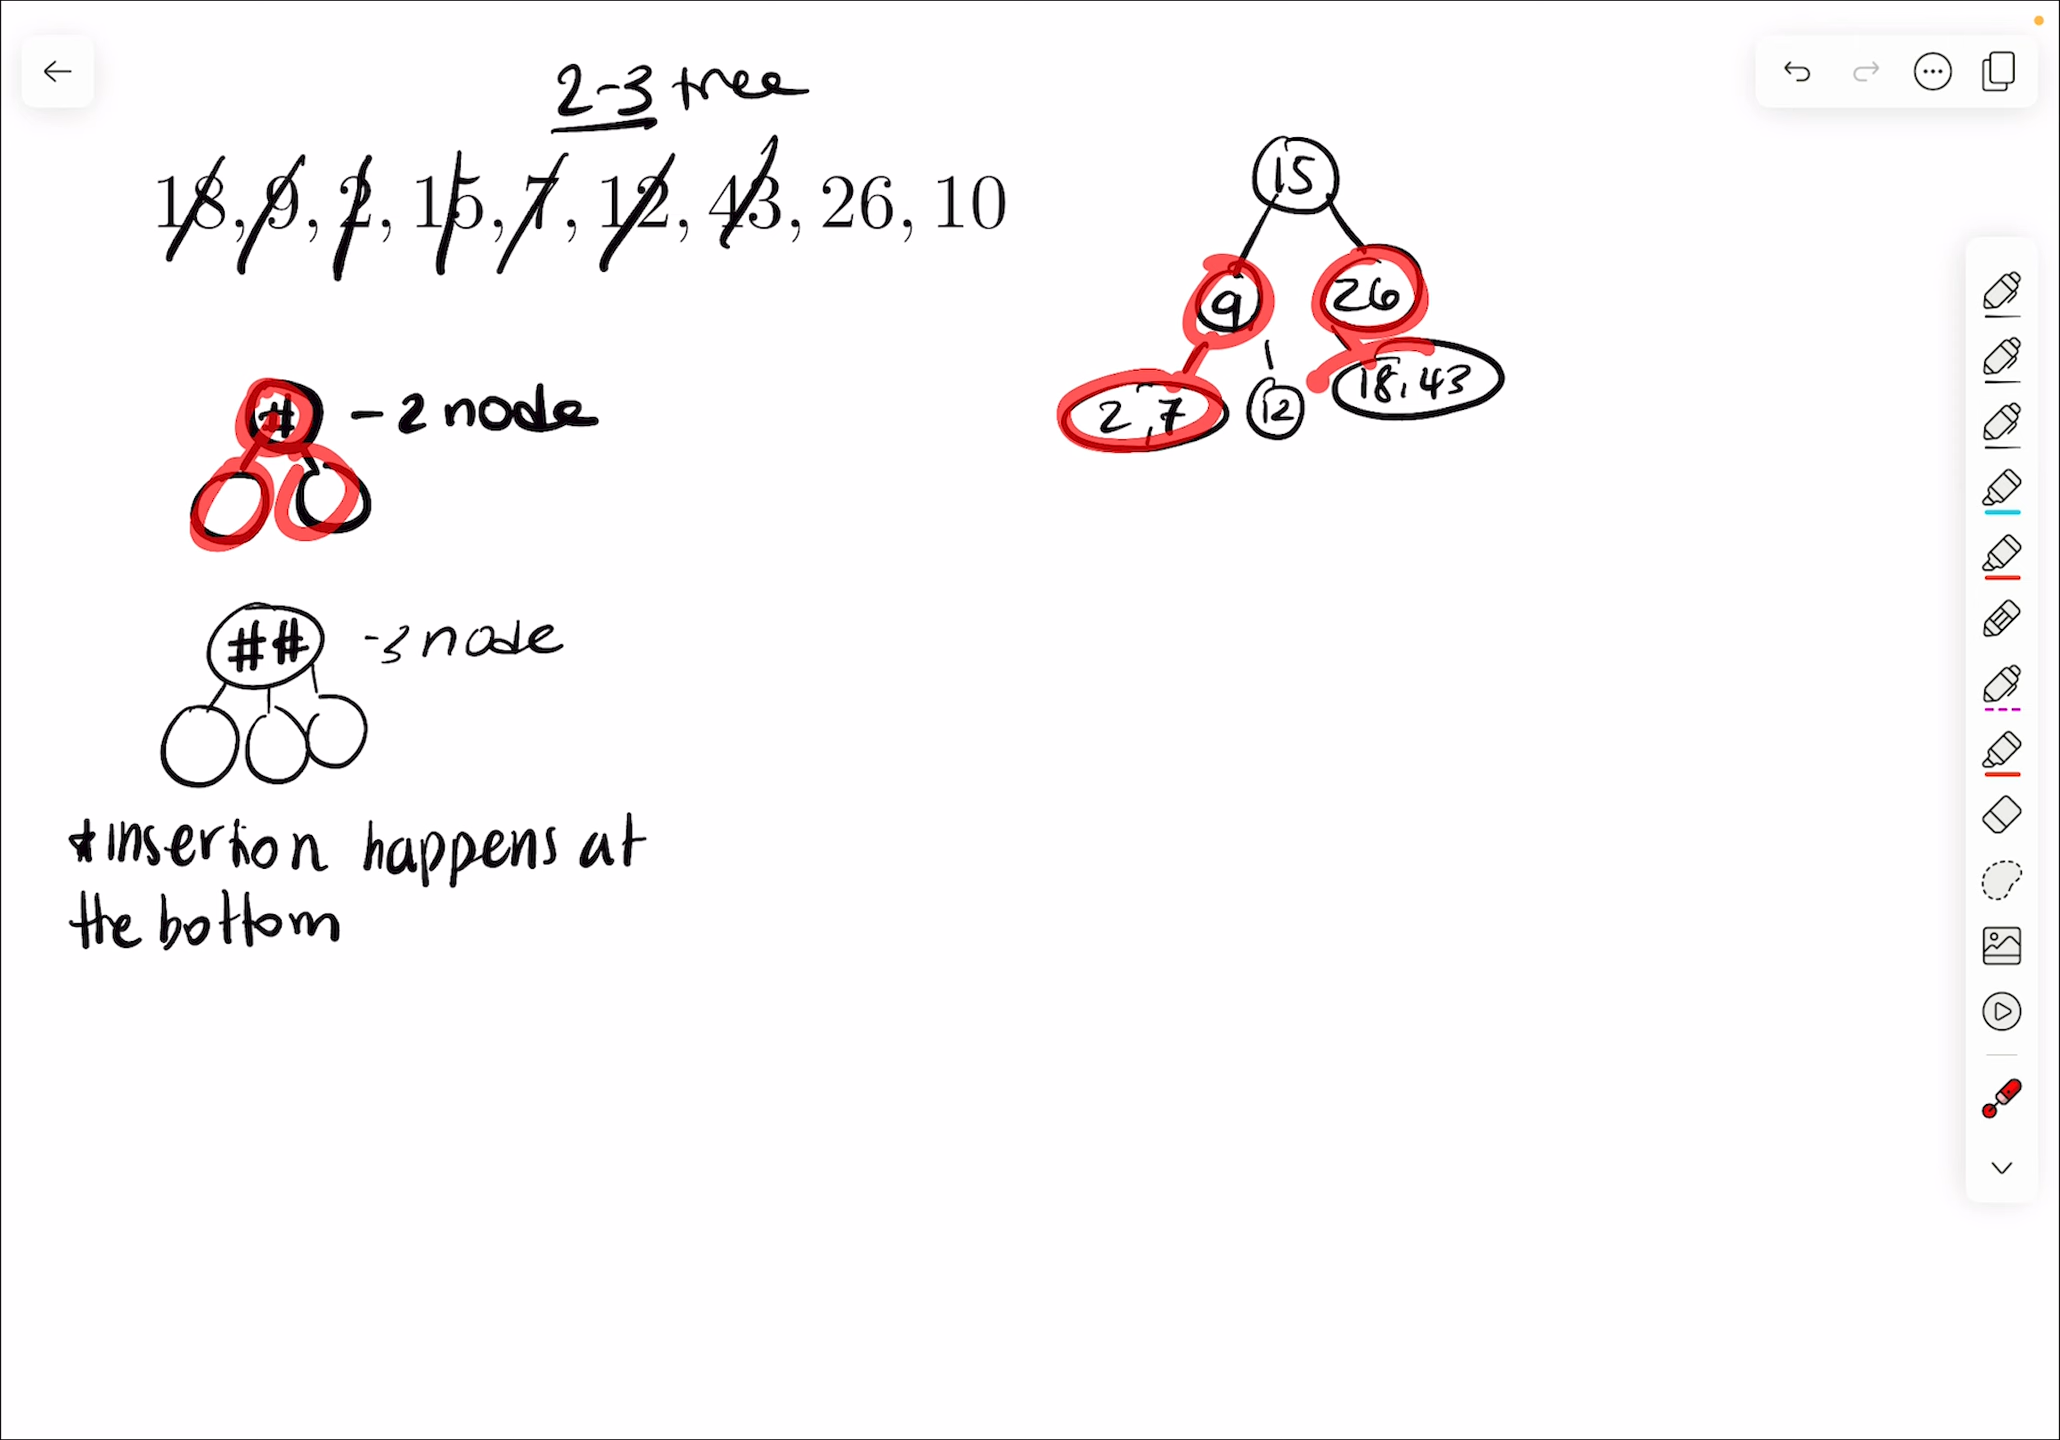 2-3 tree
18, 9, 2, 15, 7, 12, 43, 26, 10
15
9
26
2,7
12
18,43
# - 2 node
## -3 node
*insertion happens at
the bottom